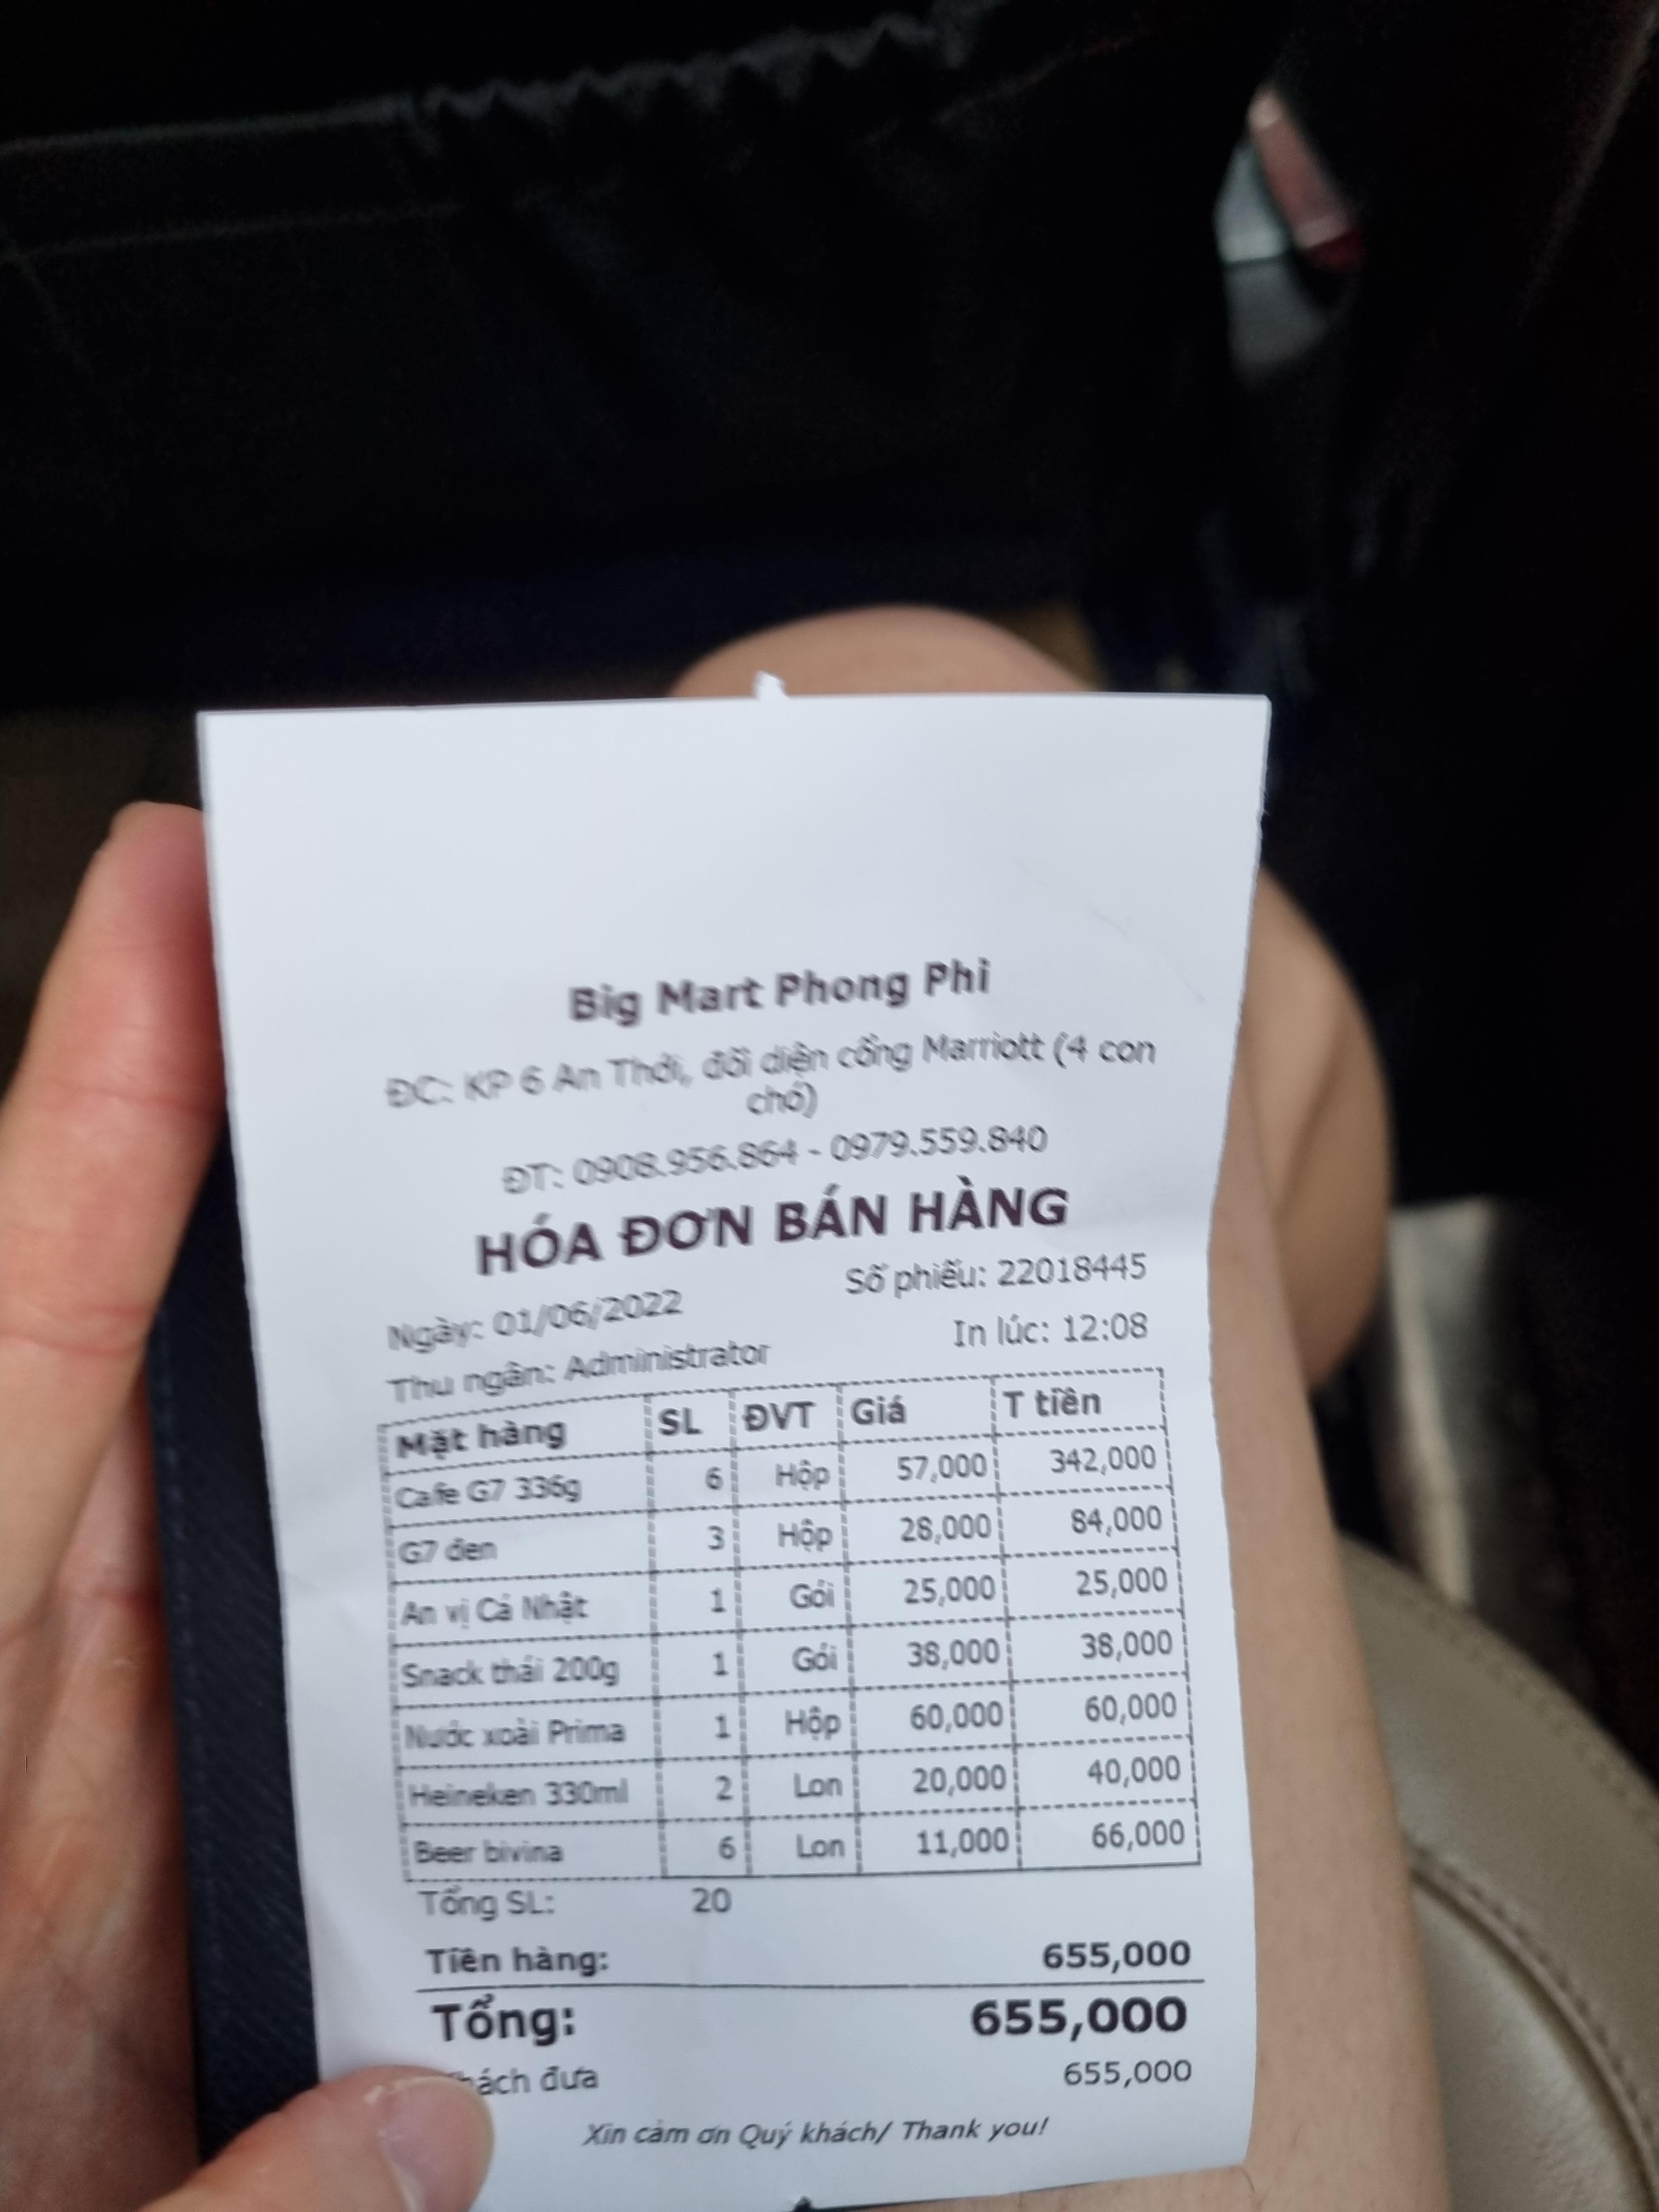 Big Mart Phong Phi
ĐC: KP 6 An Thới, đối diện cổng Marriott (4 con
chó)
ĐT: 0908.956.864 - 0979.559.840
HÓA ĐƠN BÁN HÀNG
Số phiếu: 22018445
Ngày: 01/06/2022
In lúc: 12:08
Thu ngân: Administrator
Mặt hàng SL ĐVT Giá T tiền
Cafe G7 336g 6 Hộp 57,000 342,000
G7 đen 3 Hộp 28,000 84,000
An vị Cá Nhật 1 Gói 25,000 25,000
Snack thái 200g 1 Gói 38,000 38,000
Nước xoài Prima 1 Hộp 60,000 60,000
Heineken 330ml 2 Lon 20,000 40,000
Beer bivina 6 Lon 11,000 66,000
Tổng SL: 20
Tiền hàng: 655,000
Tổng: 655,000
hách đưa 655,000
Xin cảm ơn Quý khách/ Thank you!